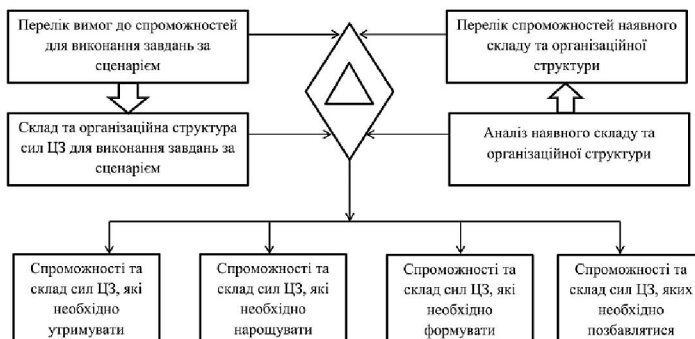 Перелік вимог до спроможностей
для виконання завдань за
сценарієм
Перелік спроможностей наявного
складу та організаційної
структури
Склад та організаційна структура
сил ЦЗ для виконання завдань за
сценарієм
Аналіз наявного складу та
організаційної структури
Спроможності та
склад сил ЦЗ, які
необхідно
утримувати
Спроможності та
склад сил ЦЗ, які
необхідно
нарощувати
Спроможності та
склад сил ЦЗ, які
необхідно
формувати
Спроможності та
склад сил ЦЗ, яких
необхідно
позбавлятися